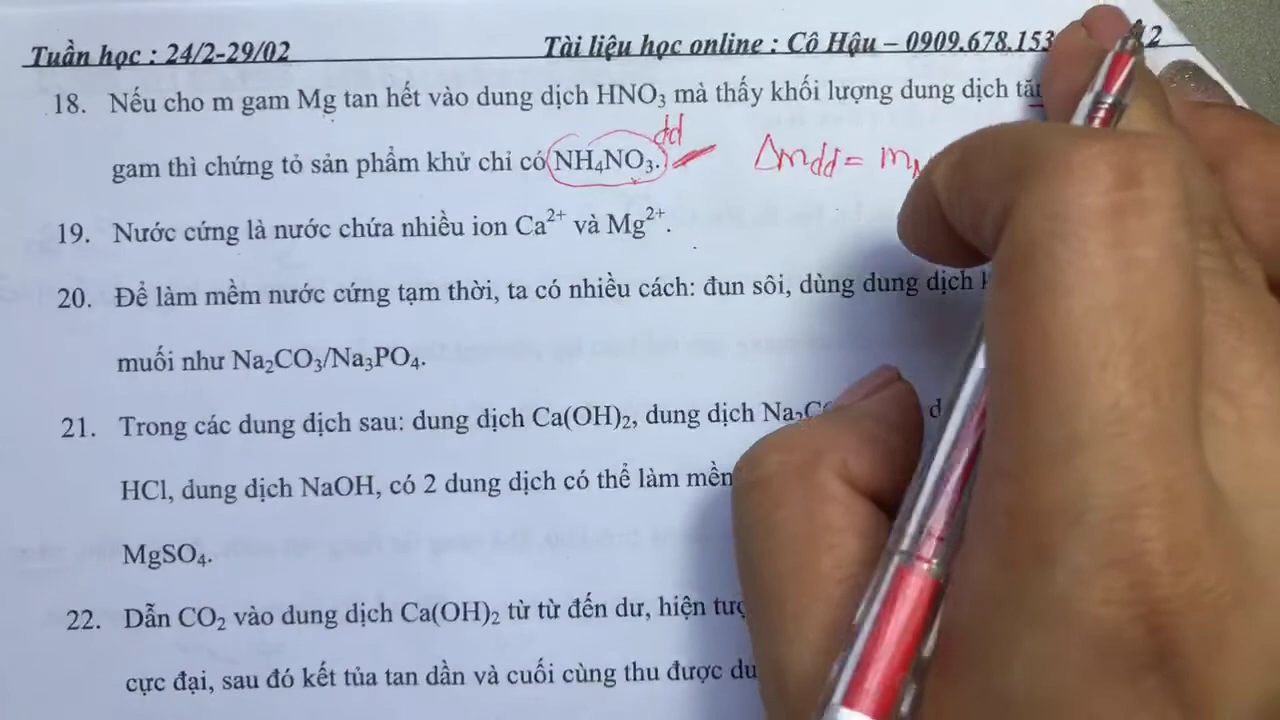 Tuần học : 24/2-29/02 Tài liệu học online : Cô Hậu – 0909.678.153 12
18. Nếu cho m gam Mg tan hết vào dung dịch HNO₃ mà thấy khối lượng dung dịch
dd
gam thì chứng tỏ sản phẩm khử chỉ có NH₄NO₃. Δmdd = m
19. Nước cứng là nước chứa nhiều ion Ca²⁺ và Mg²⁺.
20. Để làm mềm nước cứng tạm thời, ta có nhiều cách: đun sôi, dùng dung dịch
muối như Na₂CO₃/Na₃PO₄.
21. Trong các dung dịch sau: dung dịch Ca(OH)₂, dung dịch
HCl, dung dịch NaOH, có 2 dung dịch có thể làm
MgSO₄.
22. Dẫn CO₂ vào dung dịch Ca(OH)₂ từ từ đến dư, hiện
cực đại, sau đó kết tủa tan dần và cuối cùng thu được